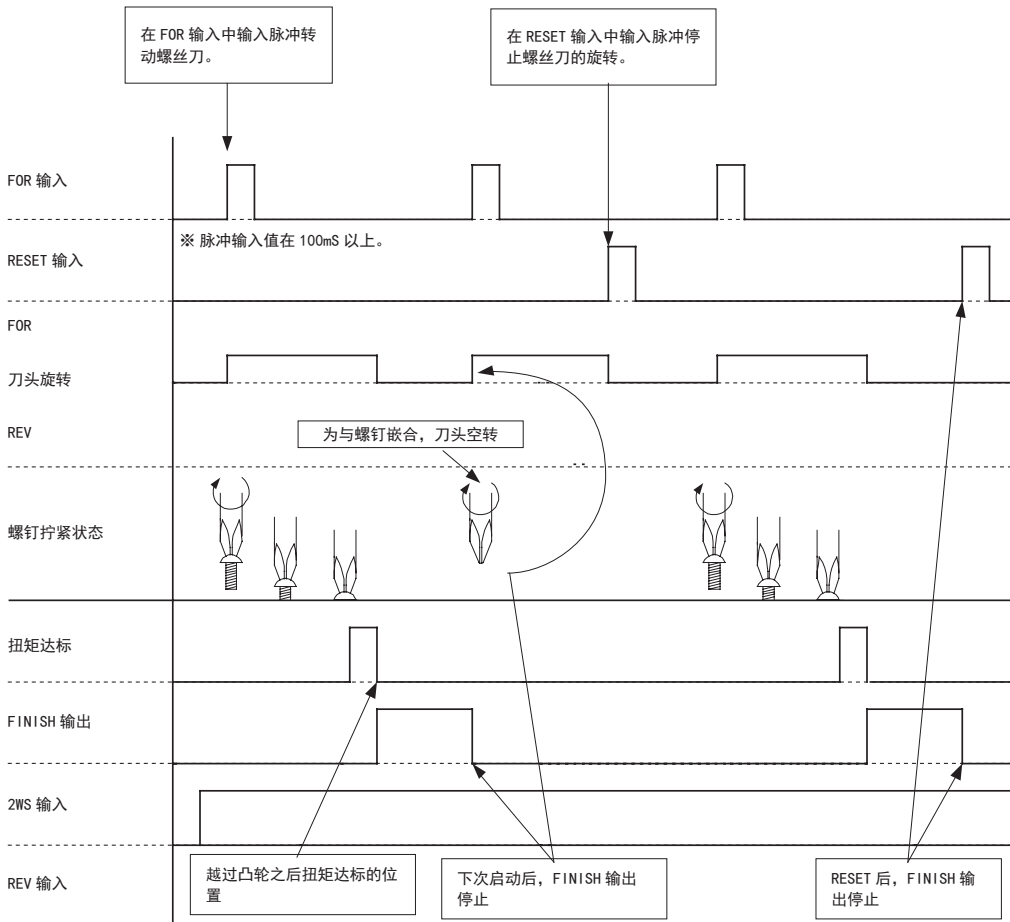 在 FOR 输入中输入脉冲转
动螺丝刀。
在 RESET 输入中输入脉冲停
止螺丝刀的旋转。
FOR 输入
※ 脉冲输入值在 100mS 以上。
RESET 输入
FOR
刀头旋转
REV
为与螺钉嵌合，刀头空转
螺钉拧紧状态
扭矩达标
FINISH 输出
2WS 输入
越过凸轮之后扭矩达标的位
置
下次启动后，FINISH 输出
停止
RESET 后，FINISH 输
出停止
REV 输入